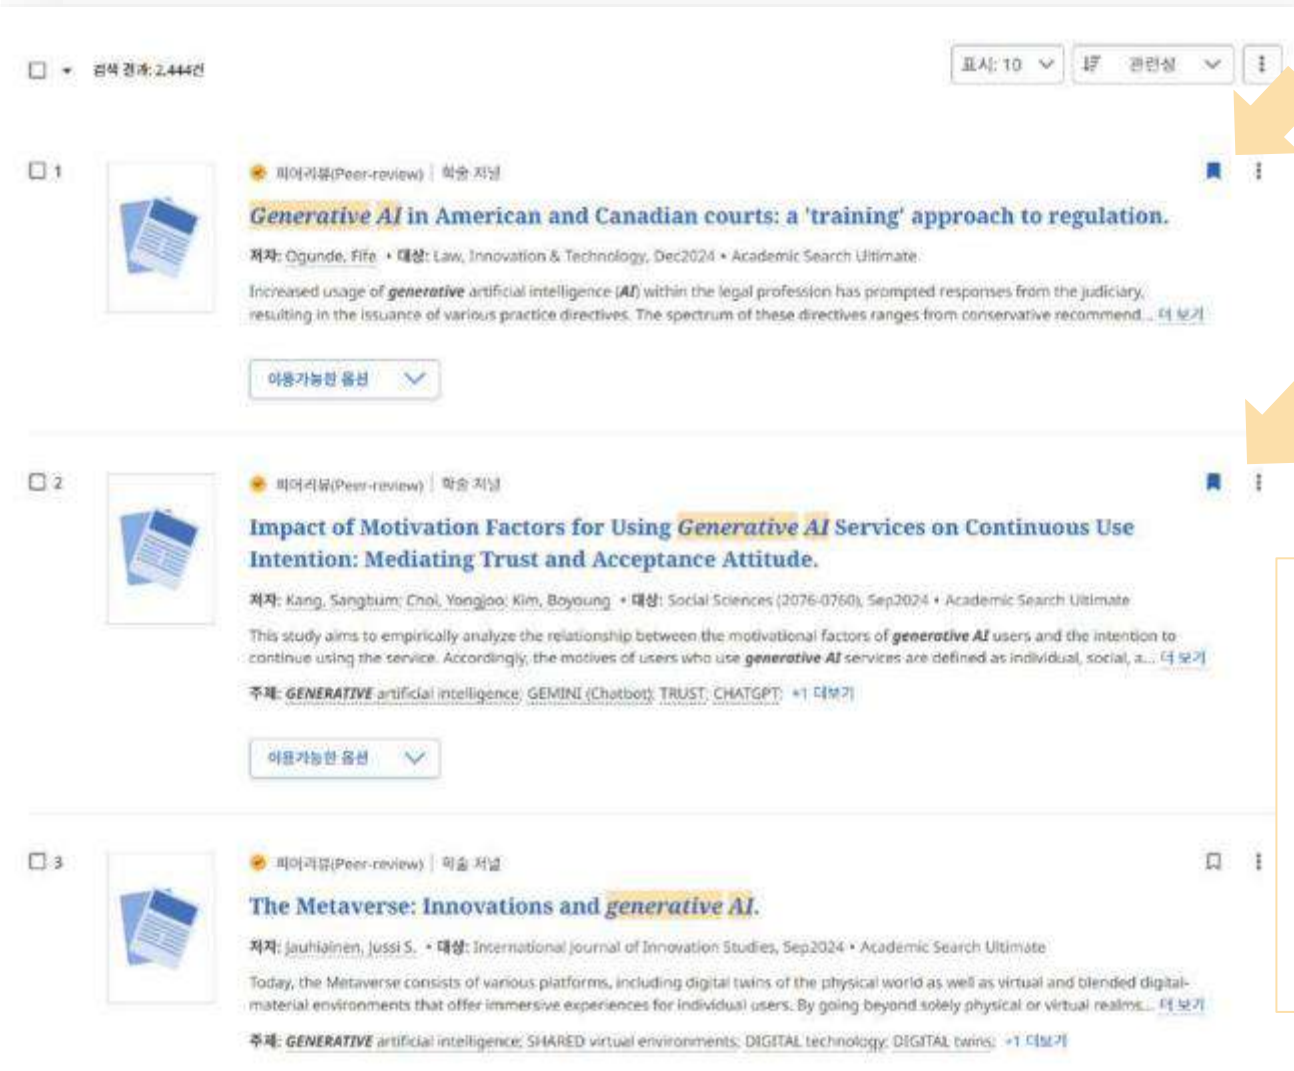 검색 결과: 2,444건
표시: 10
관련성
1
피어리뷰(Peer-review) | 학술 저널
Generative AI in American and Canadian courts: a 'training' approach to regulation.
저자: Ogunde, Fife • 대상: Law, Innovation & Technology, Dec2024 • Academic Search Ultimate
Increased usage of generative artificial intelligence (AI) within the legal profession has prompted responses from the judiciary,
resulting in the issuance of various practice directives. The spectrum of these directives ranges from conservative recommend... 더 보기
이용가능한 옵션
2
피어리뷰(Peer-review) | 학술 저널
Impact of Motivation Factors for Using Generative AI Services on Continuous Use
Intention: Mediating Trust and Acceptance Attitude.
저자: Kang, Sangbum; Choi, Yongjoo; Kim, Boyoung • 대상: Social Sciences (2076-0760), Sep2024 • Academic Search Ultimate
This study aims to empirically analyze the relationship between the motivational factors of generative AI users and the intention to
continue using the service. Accordingly, the motives of users who use generative AI services are defined as individual, social, a... 더 보기
주제: GENERATIVE artificial intelligence; GEMINI (Chatbot); TRUST; CHATGPT; +1 더보기
이용가능한 옵션
3
피어리뷰(Peer-review) | 학술 저널
The Metaverse: Innovations and generative AI.
저자: Jauhiainen, Jussi S. • 대상: International Journal of Innovation Studies, Sep2024 • Academic Search Ultimate
Today, the Metaverse consists of various platforms, including digital twins of the physical world as well as virtual and blended digital-
material environments that offer immersive experiences for individual users. By going beyond solely physical or virtual realms... 더 보기
주제: GENERATIVE artificial intelligence; SHARED virtual environments; DIGITAL technology; DIGITAL twins; +1 더보기